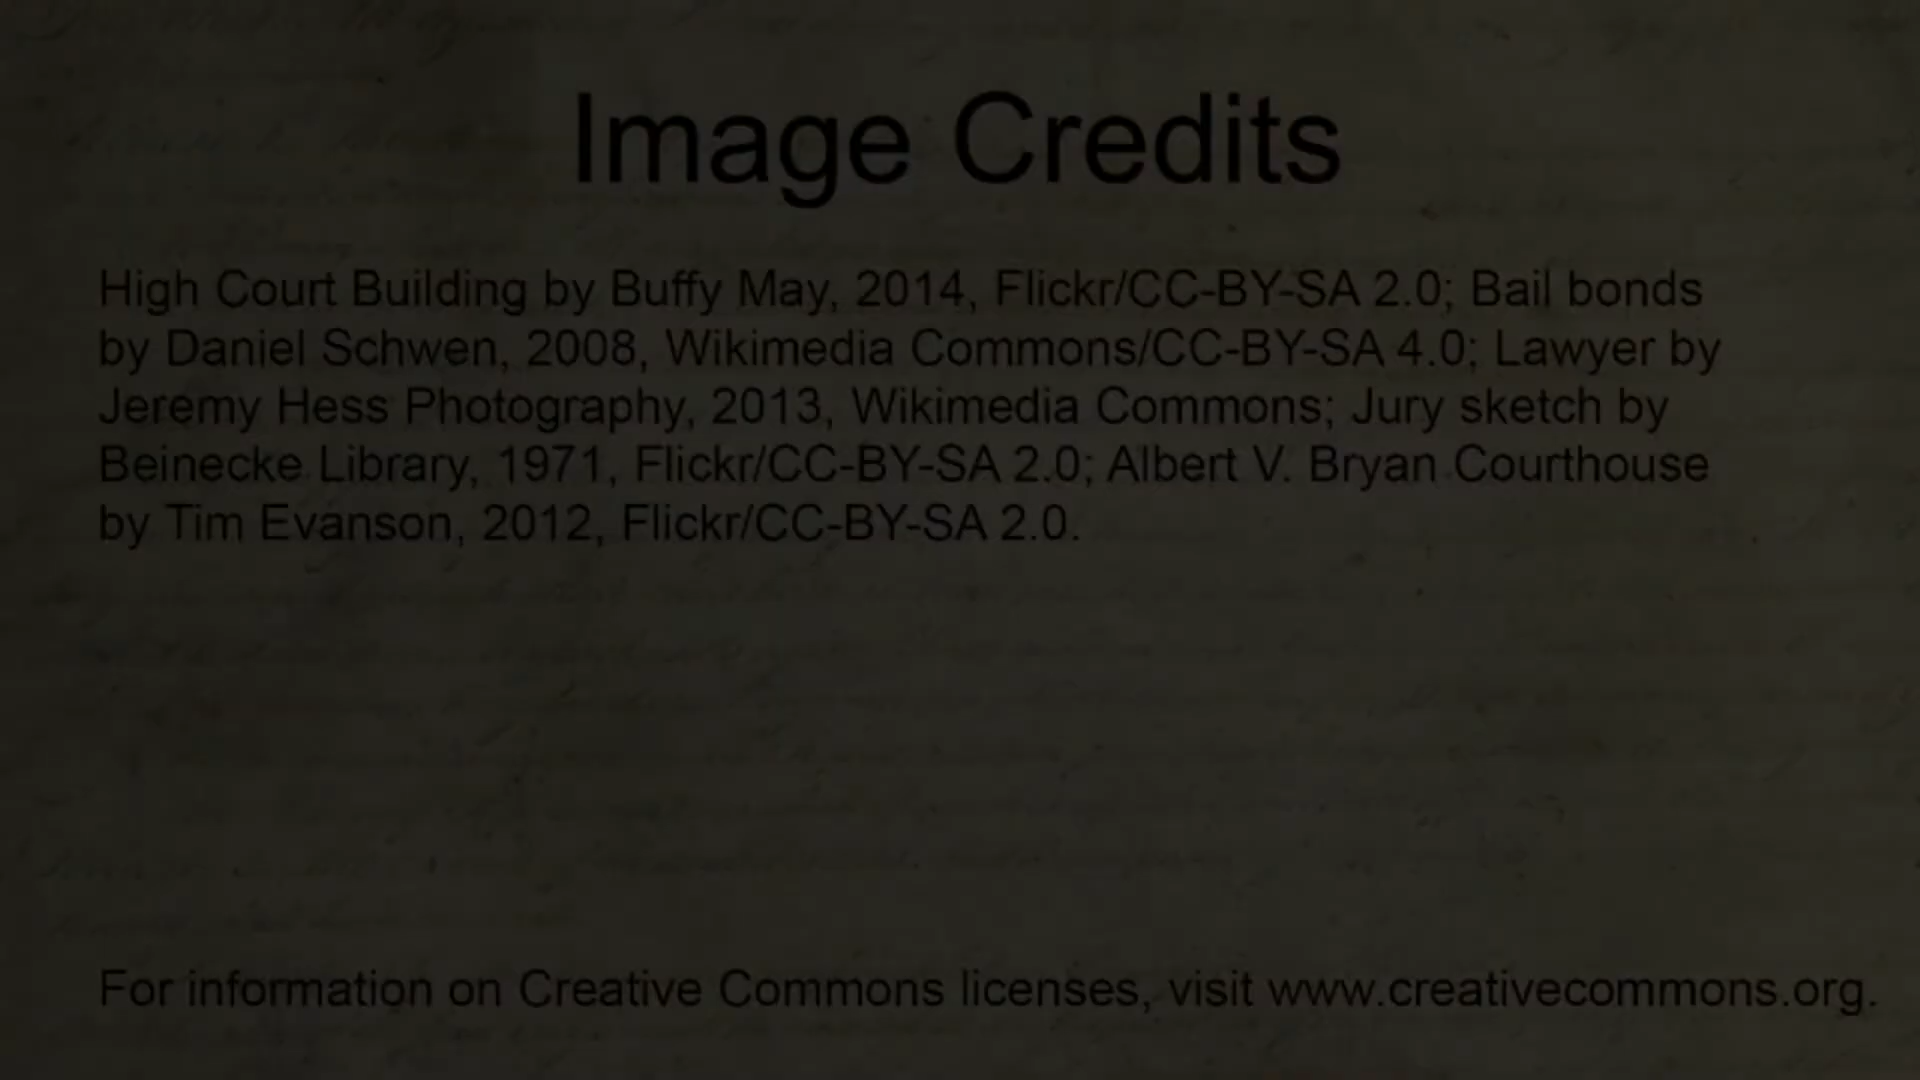 Image Credits
High Court Building by Buffy May, 2014, Flickr/CC-BY-SA 2.0; Bail bonds
by Daniel Schwen, 2008, Wikimedia Commons/CC-BY-SA 4.0; Lawyer by
Jeremy Hess Photography, 2013, Wikimedia Commons; Jury sketch by
Beinecke Library, 1971, Flickr/CC-BY-SA 2.0; Albert V. Bryan Courthouse
by Tim Evanson, 2012, Flickr/CC-BY-SA 2.0.
For information on Creative Commons licenses, visit www.creativecommons.org.